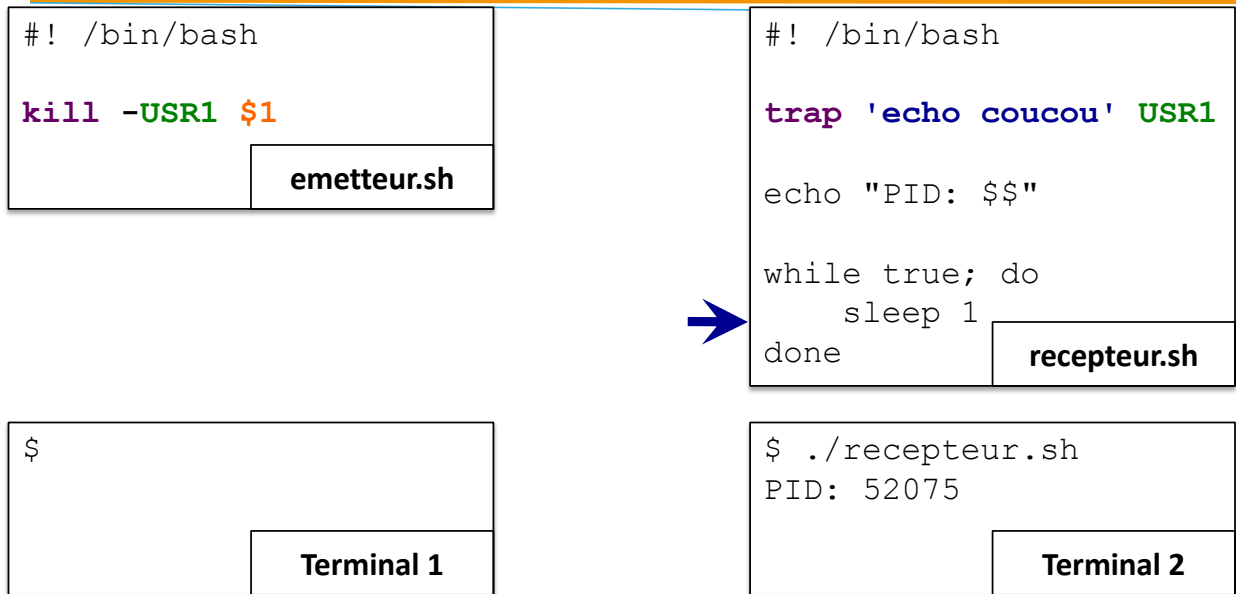 #! /bin/bash
kill -USR1 $1
emetteur.sh
#! /bin/bash
trap 'echo coucou' USR1
echo "PID: $$"
while true; do
sleep 1
done
recepteur.sh
$
Terminal 1
$ ./recepteur.sh
PID: 52075
Terminal 2